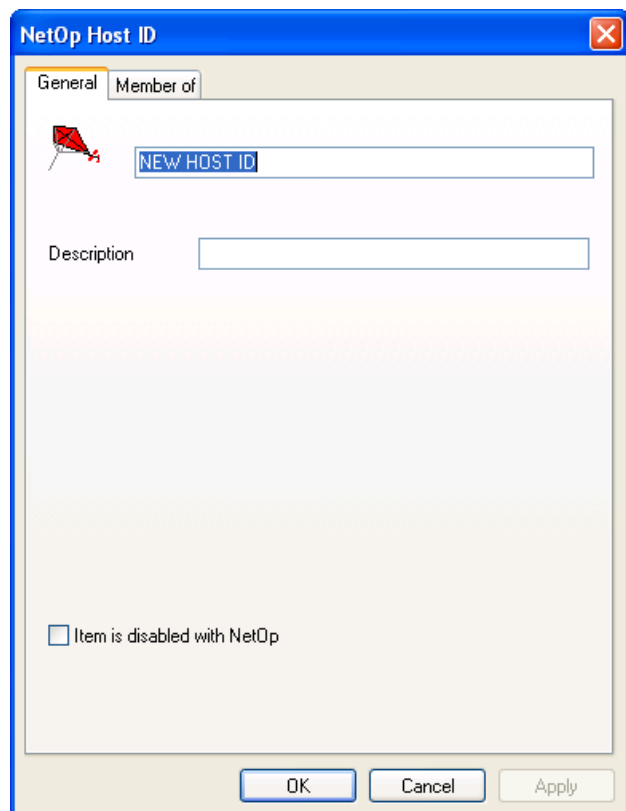 NetOp Host ID
General Member of
NEW HOST ID
Description
Item is disabled with NetOp
OK Cancel Apply